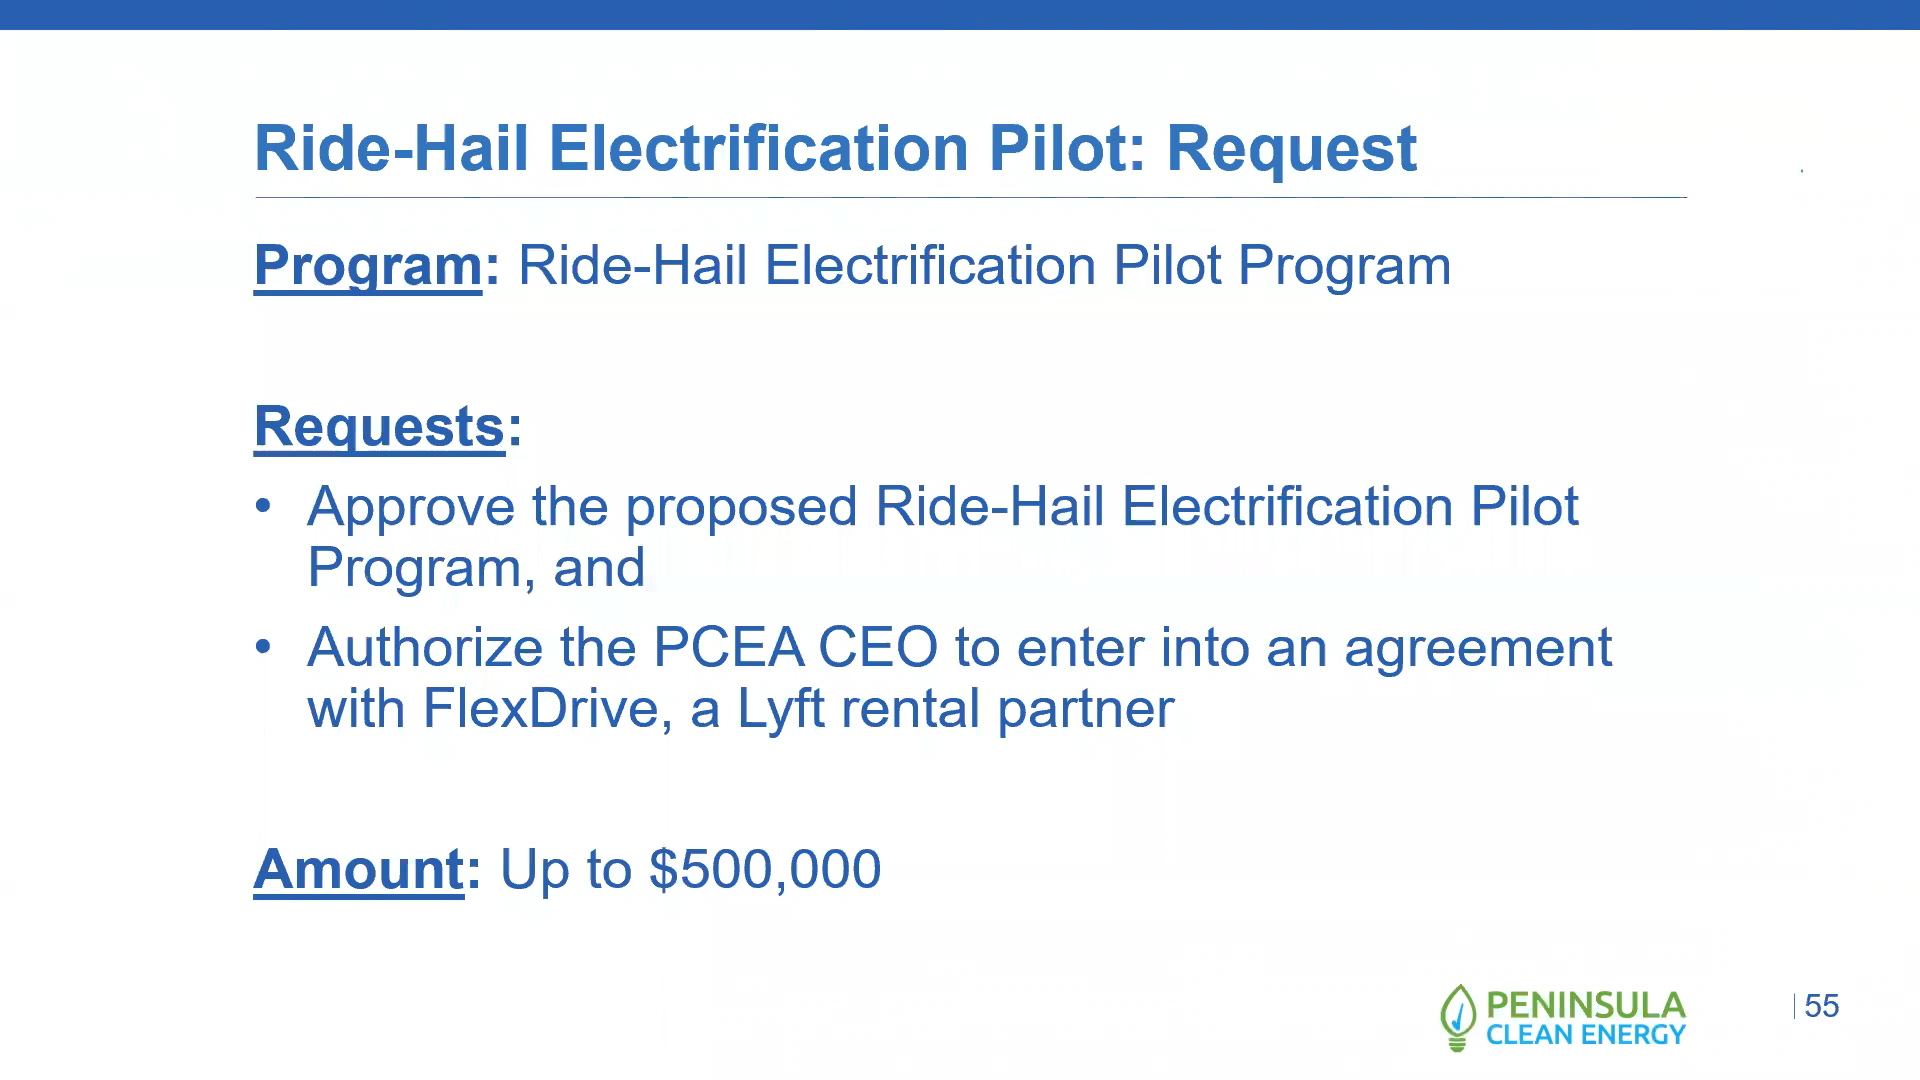 Ride-Hail Electrification Pilot: Request
Program: Ride-Hail Electrification Pilot Program
Requests:
• Approve the proposed Ride-Hail Electrification Pilot
Program, and
• Authorize the PCEA CEO to enter into an agreement
with FlexDrive, a Lyft rental partner
Amount: Up to $500,000
PENINSULA
CLEAN ENERGY
55